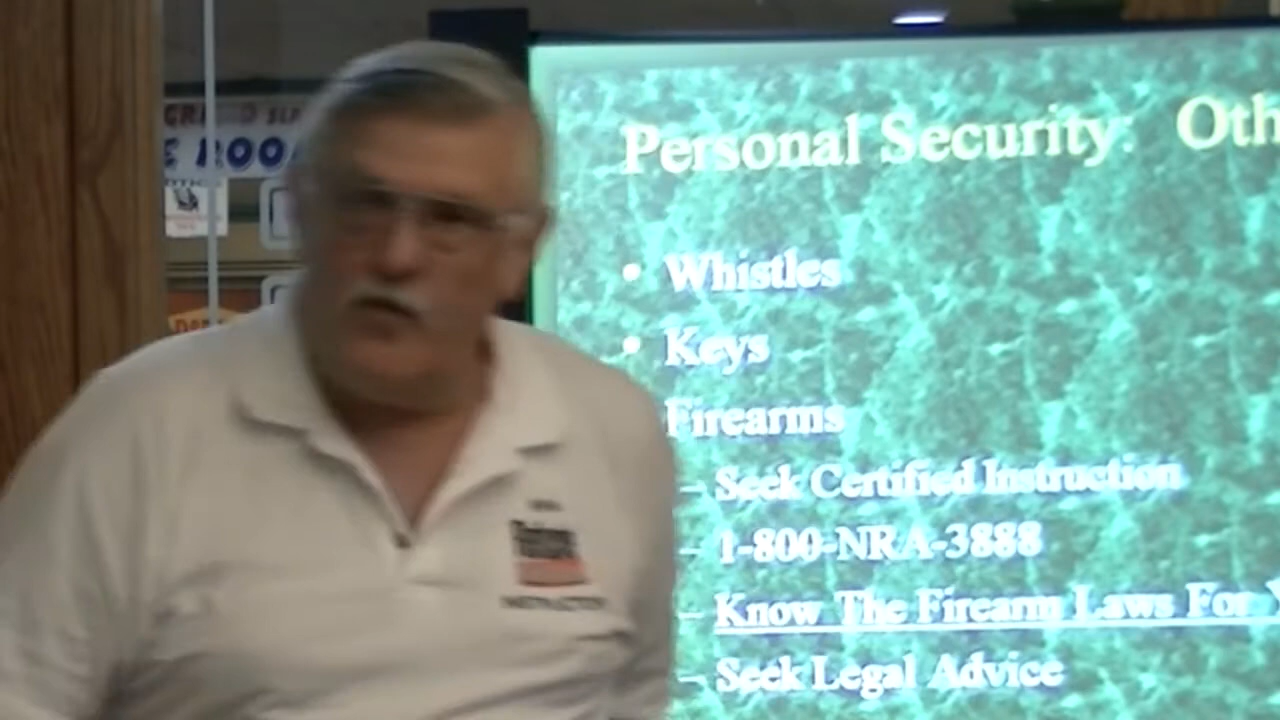 Personal Security: Oth
• Whistles
• Keys
Firearms
– Seek Certified Instruction
– 1-800-NRA-3888
– Know The Firearm Laws For Y
– Seek Legal Advice
INSTRUCTOR